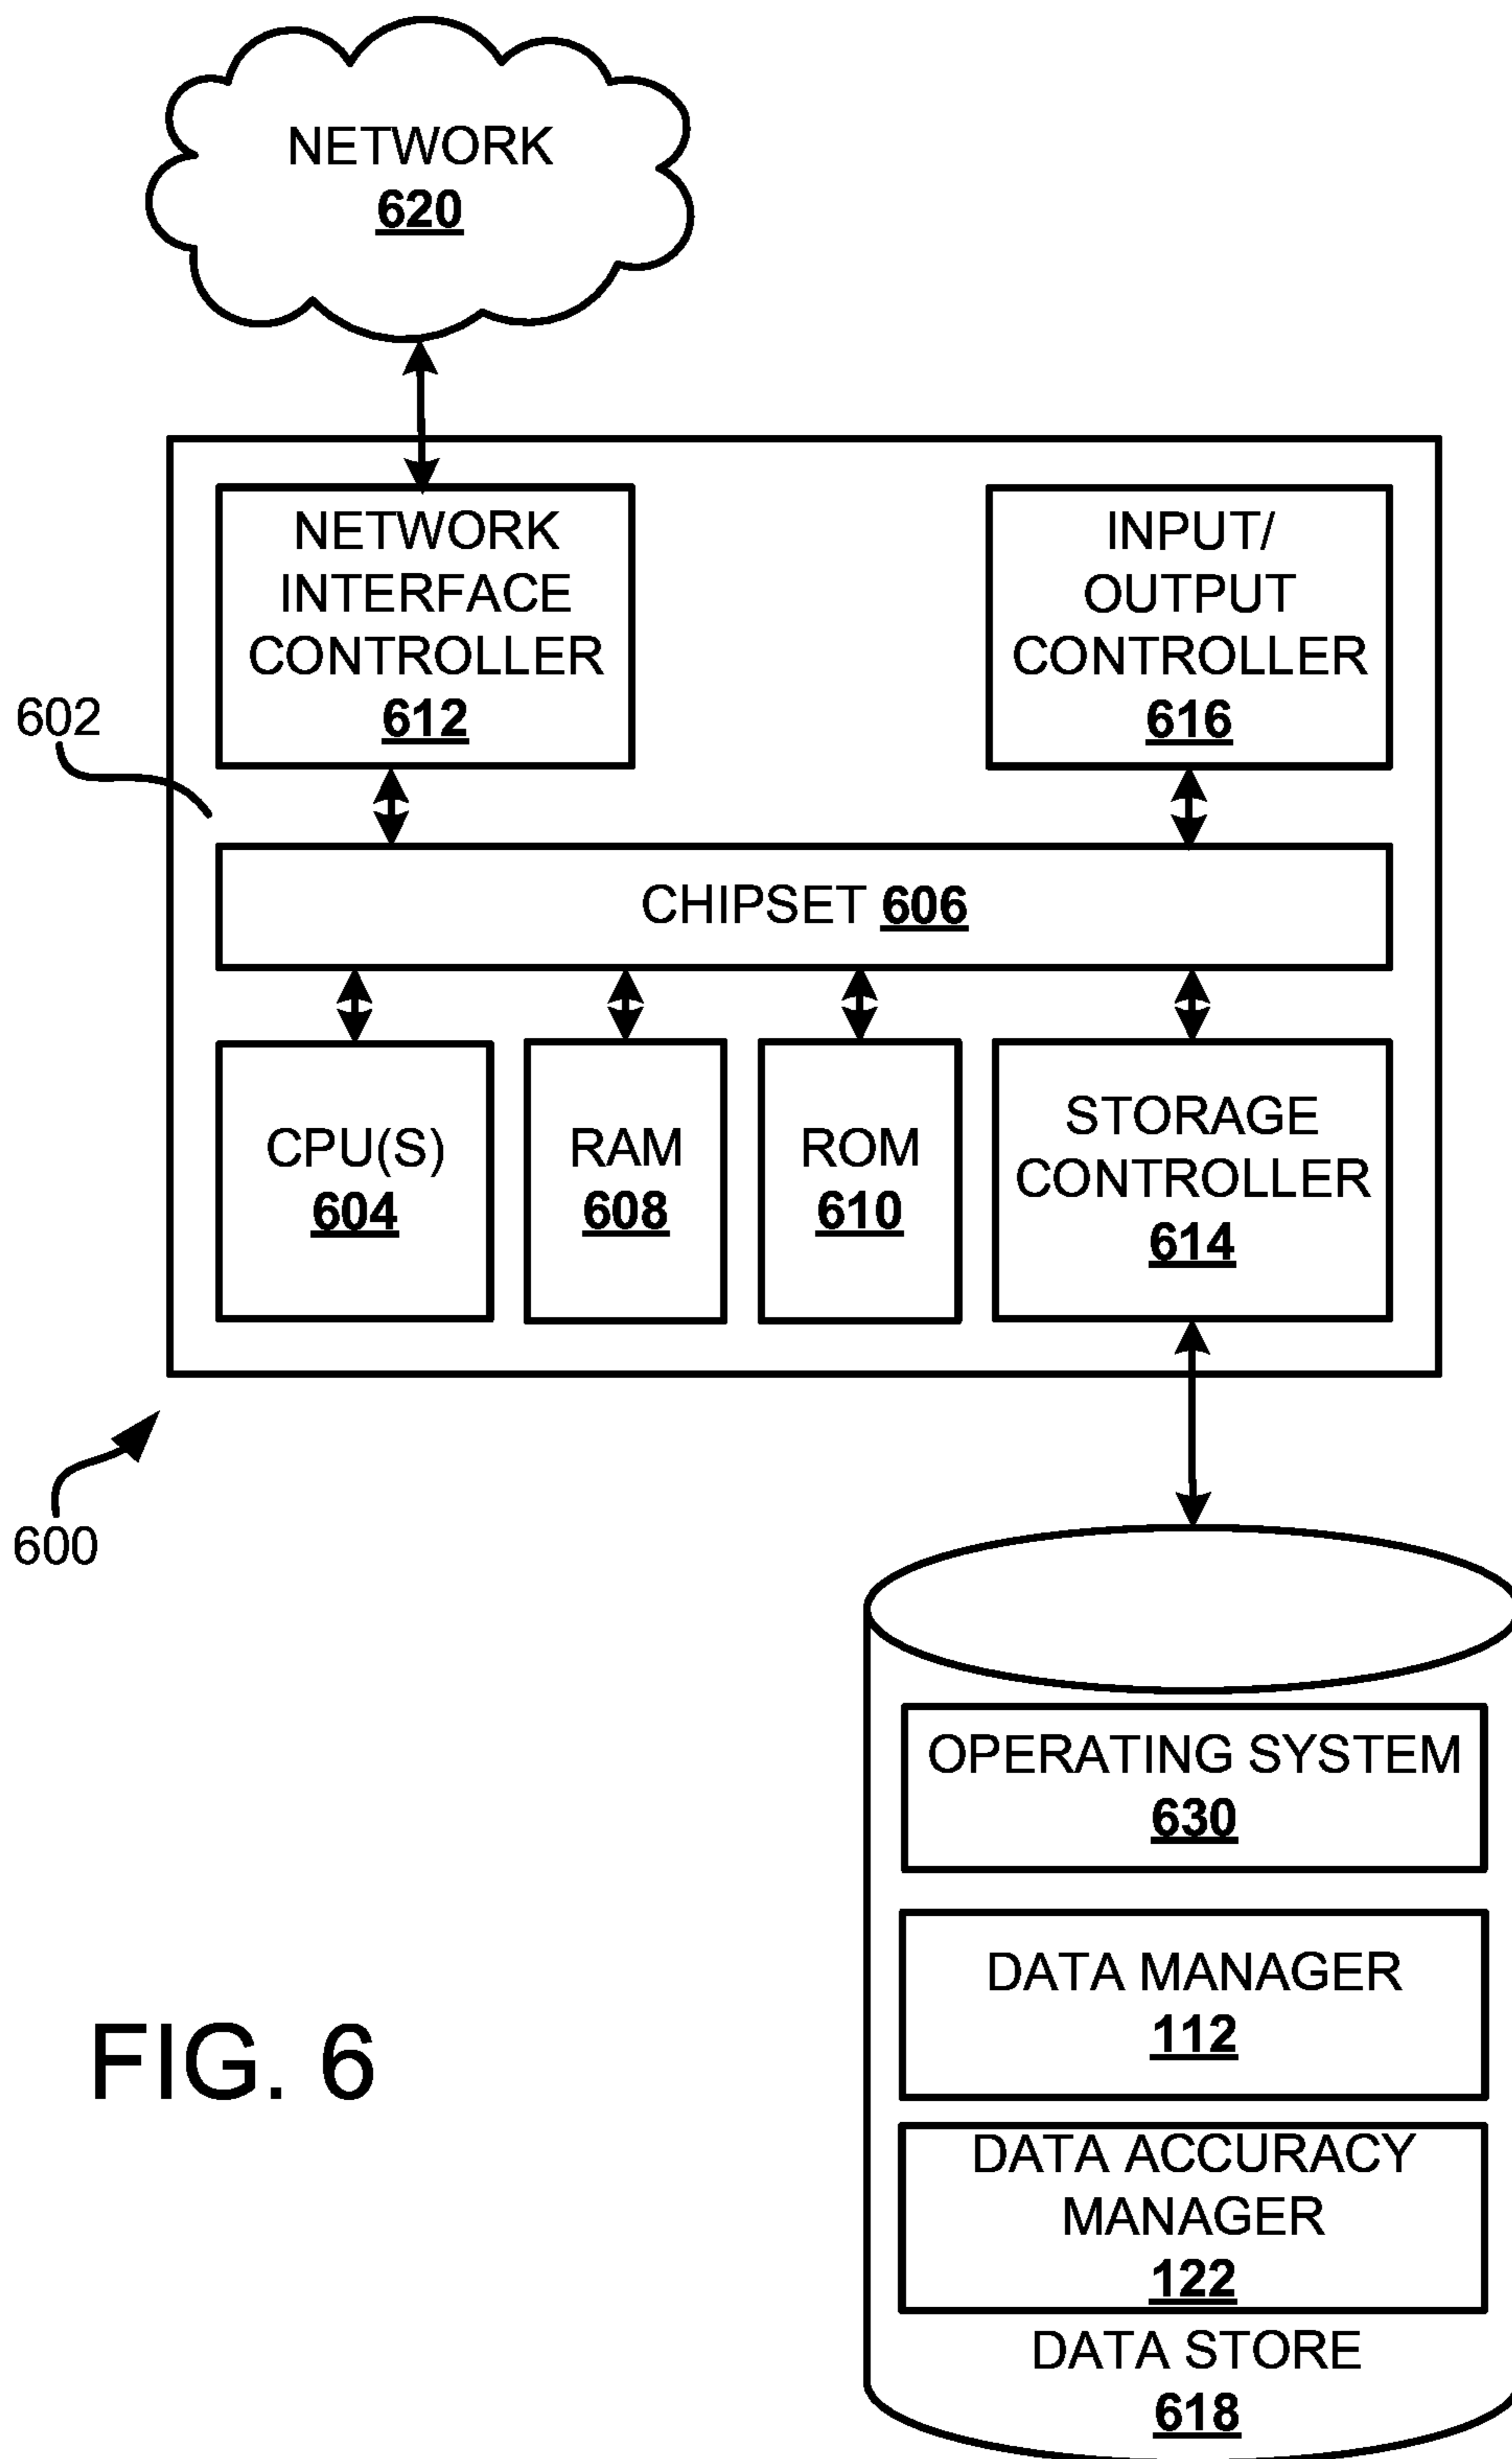 NETWORK
620
NETWORK
INTERFACE
CONTROLLER
612
INPUT/
OUTPUT
CONTROLLER
616
602
CHIPSET 606
CPU(S)
604
RAM
608
ROM
610
STORAGE
CONTROLLER
614
600
OPERATING SYSTEM
630
DATA MANAGER
112
DATA ACCURACY
MANAGER
122
DATA STORE
618
FIG. 6